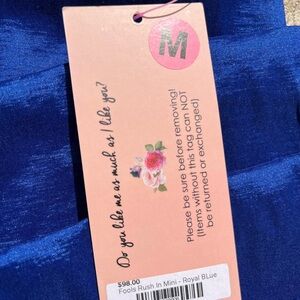 M
Do you like me as much as I like you?
Please be sure before removing!
(Items without this tag can NOT
be returned or exchanged)
$98.00
Fools Rush In Mini - Royal BLue